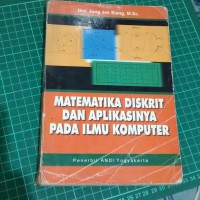 Drs. Jong Jek Siang, M.Sc
MATEMATIKA DISKRIT
DAN APLIKASINYA
PADA ILMU KOMPUTER
Penerbit ANDI Yogyakarta